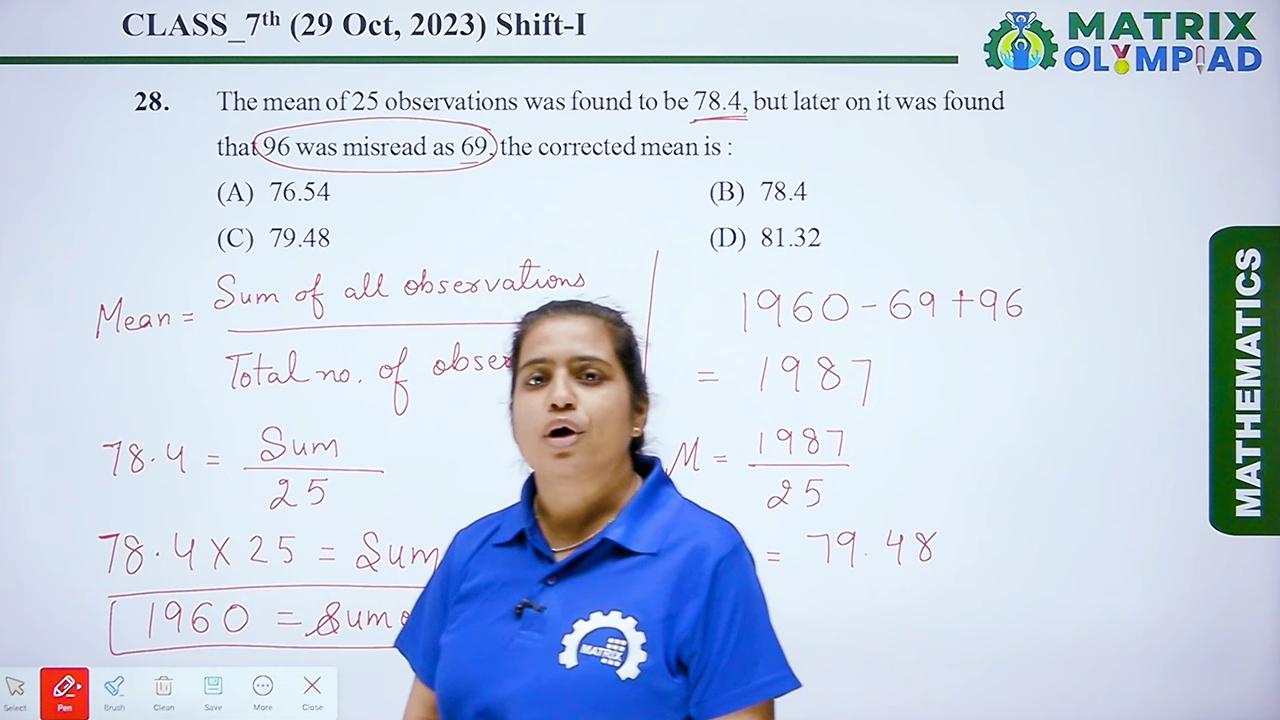 CLASS_7th (29 Oct, 2023) Shift-I
MATRIX
OLYMPIAD
28. The mean of 25 observations was found to be 78.4, but later on it was found
that 96 was misread as 69, the corrected mean is :
(A) 76.54 (B) 78.4
(C) 79.48 (D) 81.32
Mean = Sum of all observations
Total no. of obser
78.4 = Sum
25
78.4 X 25 = Sum
1960 = Sum
1960 - 69 + 96
= 1987
M = 1987
25
= 79.48
MATHEMATICS
MATRIX
Select Pen Brush Clean Save More Close